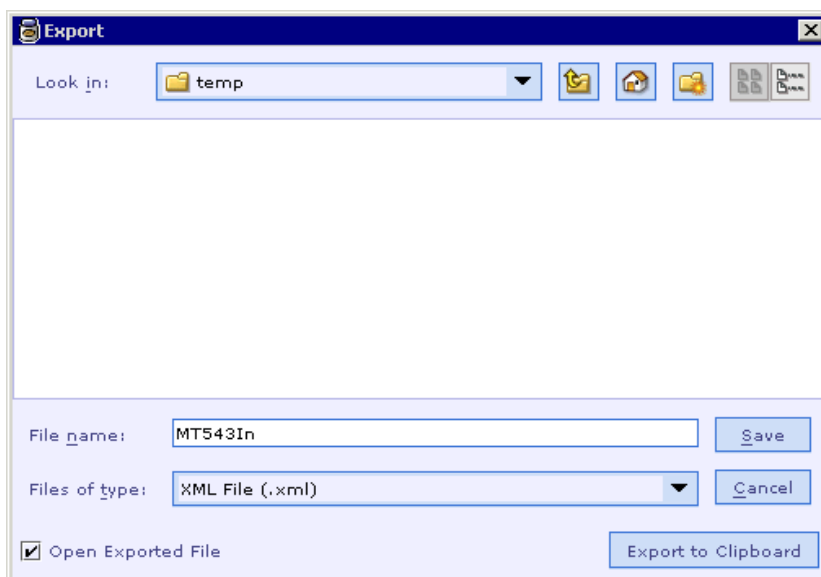 Export
Look in: temp
File name: MT543In Save
Files of type: XML File (.xml) Cancel
Open Exported File Export to Clipboard